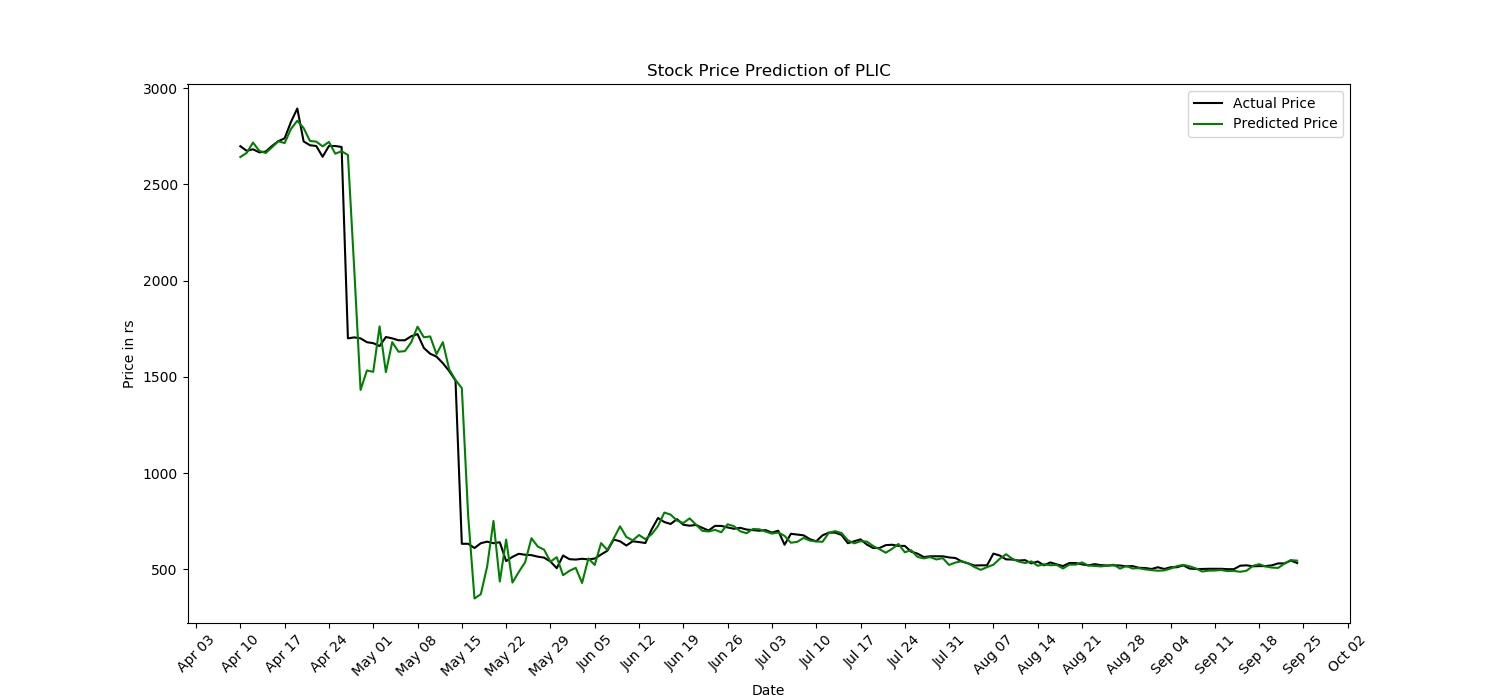 Stock Price Prediction of PLIC
Actual Price
Predicted Price
3000
2500
2000
1500
1000
500
Price in rs
Apr 03
Apr 10
Apr 17
Apr 24
May 01
May 08
May 15
May 22
May 29
Jun 05
Jun 12
Jun 19
Jun 26
Jul 03
Jul 10
Jul 17
Jul 24
Jul 31
Aug 07
Aug 14
Aug 21
Aug 28
Sep 04
Sep 11
Sep 18
Sep 25
Oct 02
Date